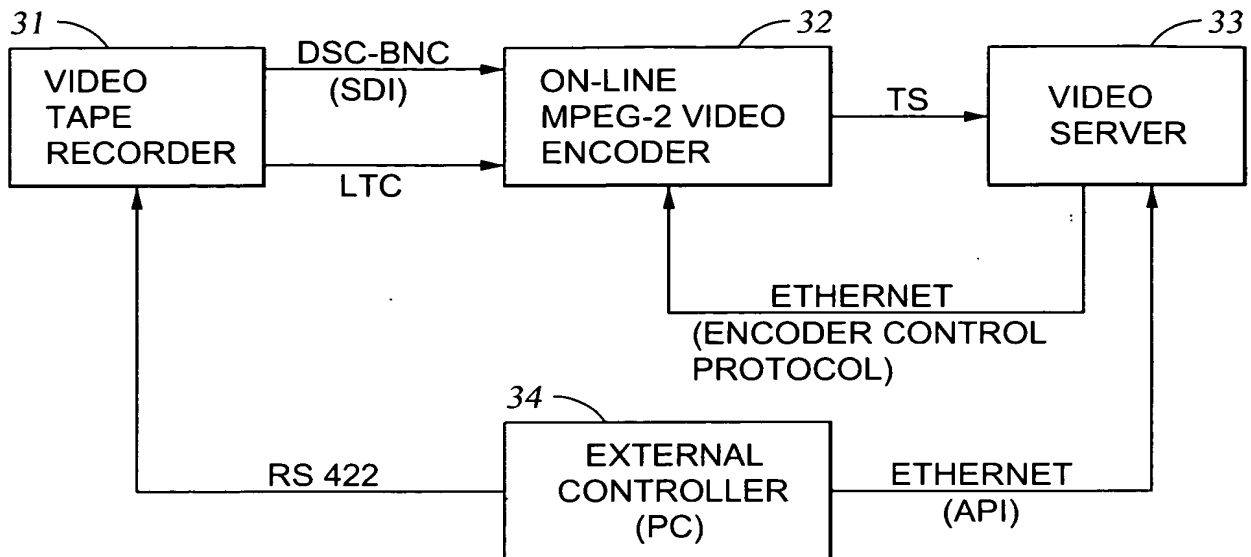 31
VIDEO
TAPE
RECORDER
DSC-BNC
(SDI)
LTC
32
ON-LINE
MPEG-2 VIDEO
ENCODER
TS
33
VIDEO
SERVER
ETHERNET
(ENCODER CONTROL
PROTOCOL)
34
EXTERNAL
CONTROLLER
(PC)
RS 422
ETHERNET
(API)